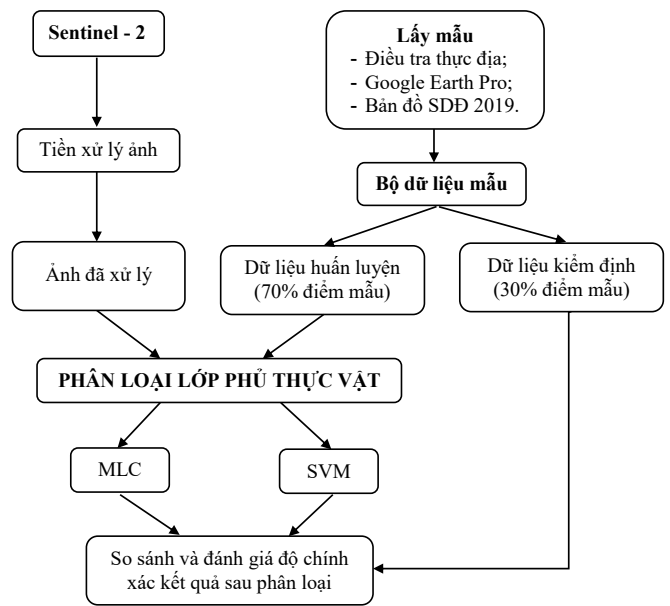 Sentinel - 2
Lấy mẫu
- Điều tra thực địa;
- Google Earth Pro;
- Bản đồ SDĐ 2019.
Tiền xử lý ảnh
Bộ dữ liệu mẫu
Ảnh đã xử lý
Dữ liệu huấn luyện
(70% điểm mẫu)
Dữ liệu kiểm định
(30% điểm mẫu)
PHÂN LOẠI LỚP PHỦ THỰC VẬT
MLC
SVM
So sánh và đánh giá độ chính
xác kết quả sau phân loại